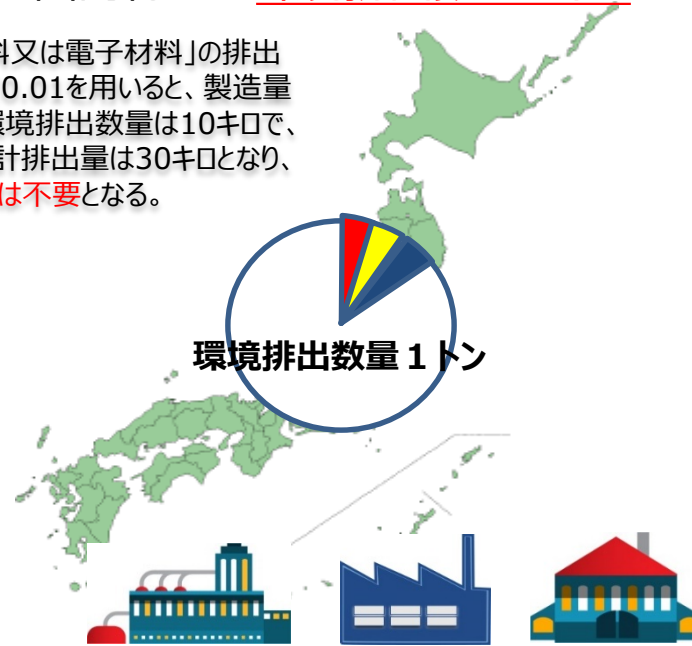 料又は電子材料」の排出
0.01を用いると、製造量
環境排出数量は10キロで、
計排出量は30キロとなり、
は不要となる。
環境排出数量１トン